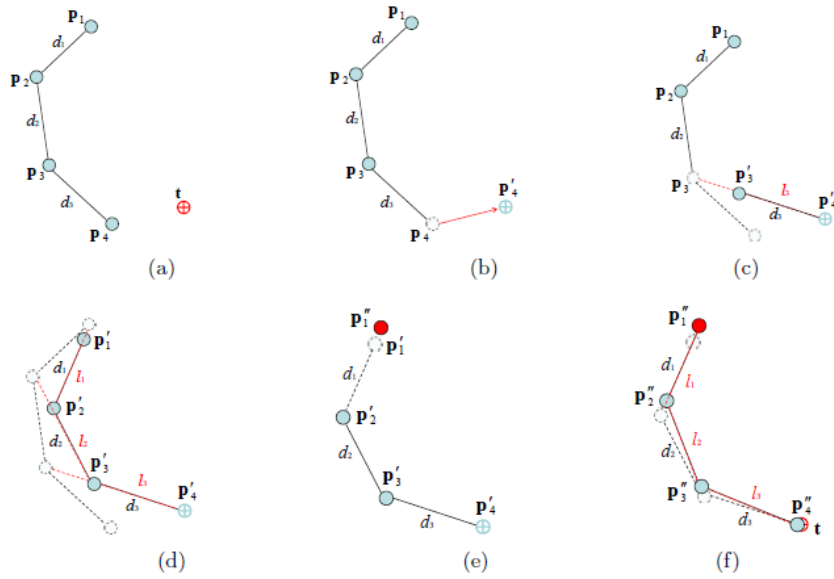 p₁
d₁
p₂
d₂
p₃
d₃
p₄
t
(a)
p₁
d₁
p₂
d₂
p₃
d₃
p₄
p′₄
(b)
p₁
d₁
p₂
d₂
p₃
p′₃
l₃
d₃
p′₄
(c)
p′₁
d₁
l₁
p′₂
d₂
l₂
p′₃
l₃
d₃
p′₄
(d)
p″₁
p′₁
d₁
p′₂
d₂
p′₃
d₃
p′₄
(e)
p″₁
d₁
l₁
p″₂
l₂
d₂
p″₃
l₃
d₃
p″₄
t
(f)